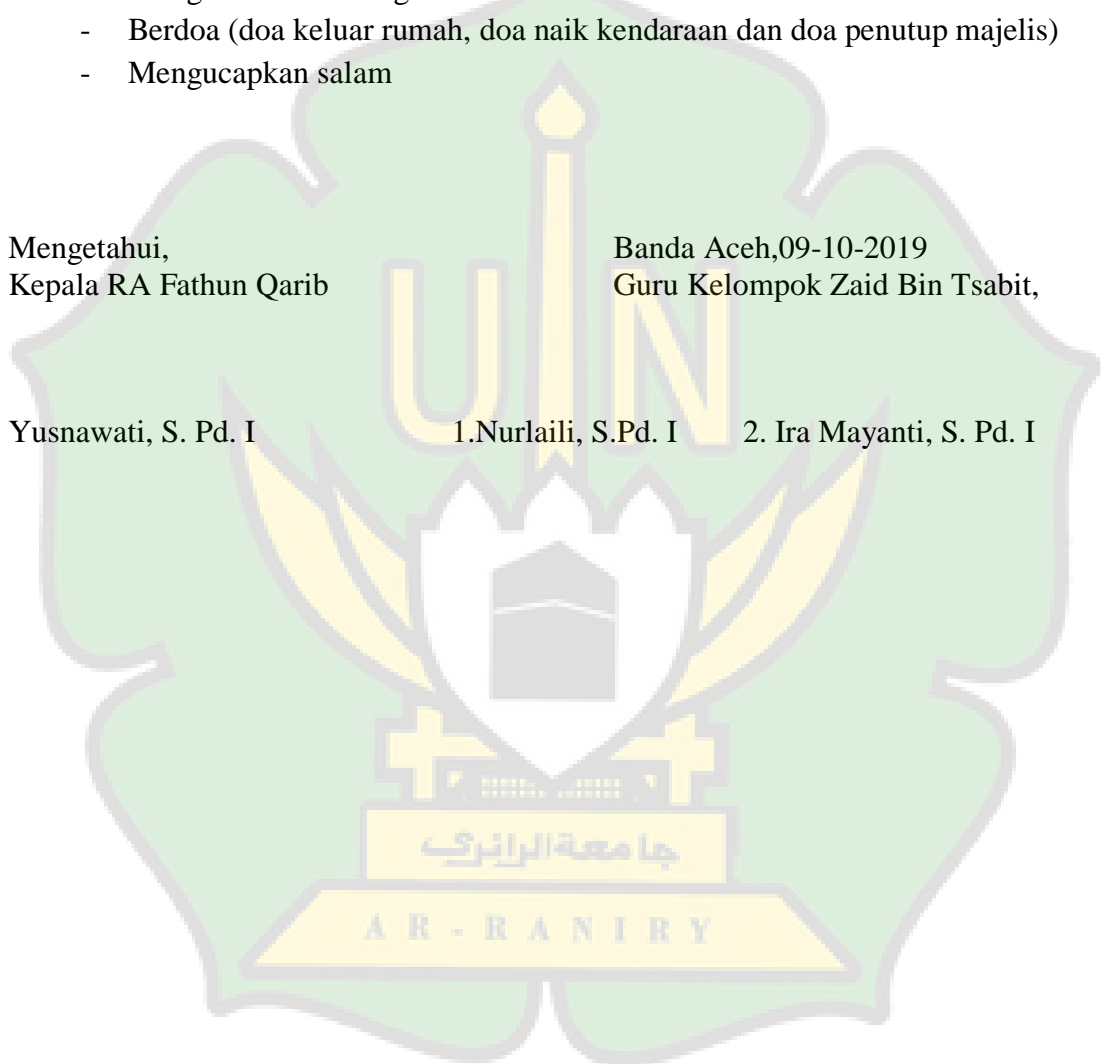 - Berdoa (doa keluar rumah, doa naik kendaraan dan doa penutup majelis)
- Mengucapkan salam
Mengetahui, Banda Aceh,09-10-2019
Kepala RA Fathun Qarib Guru Kelompok Zaid Bin Tsabit,
Yusnawati, S. Pd. I 1.Nurlaili, S.Pd. I 2. Ira Mayanti, S. Pd. I
UIN
جامعة الرانري
AR-RANIRY